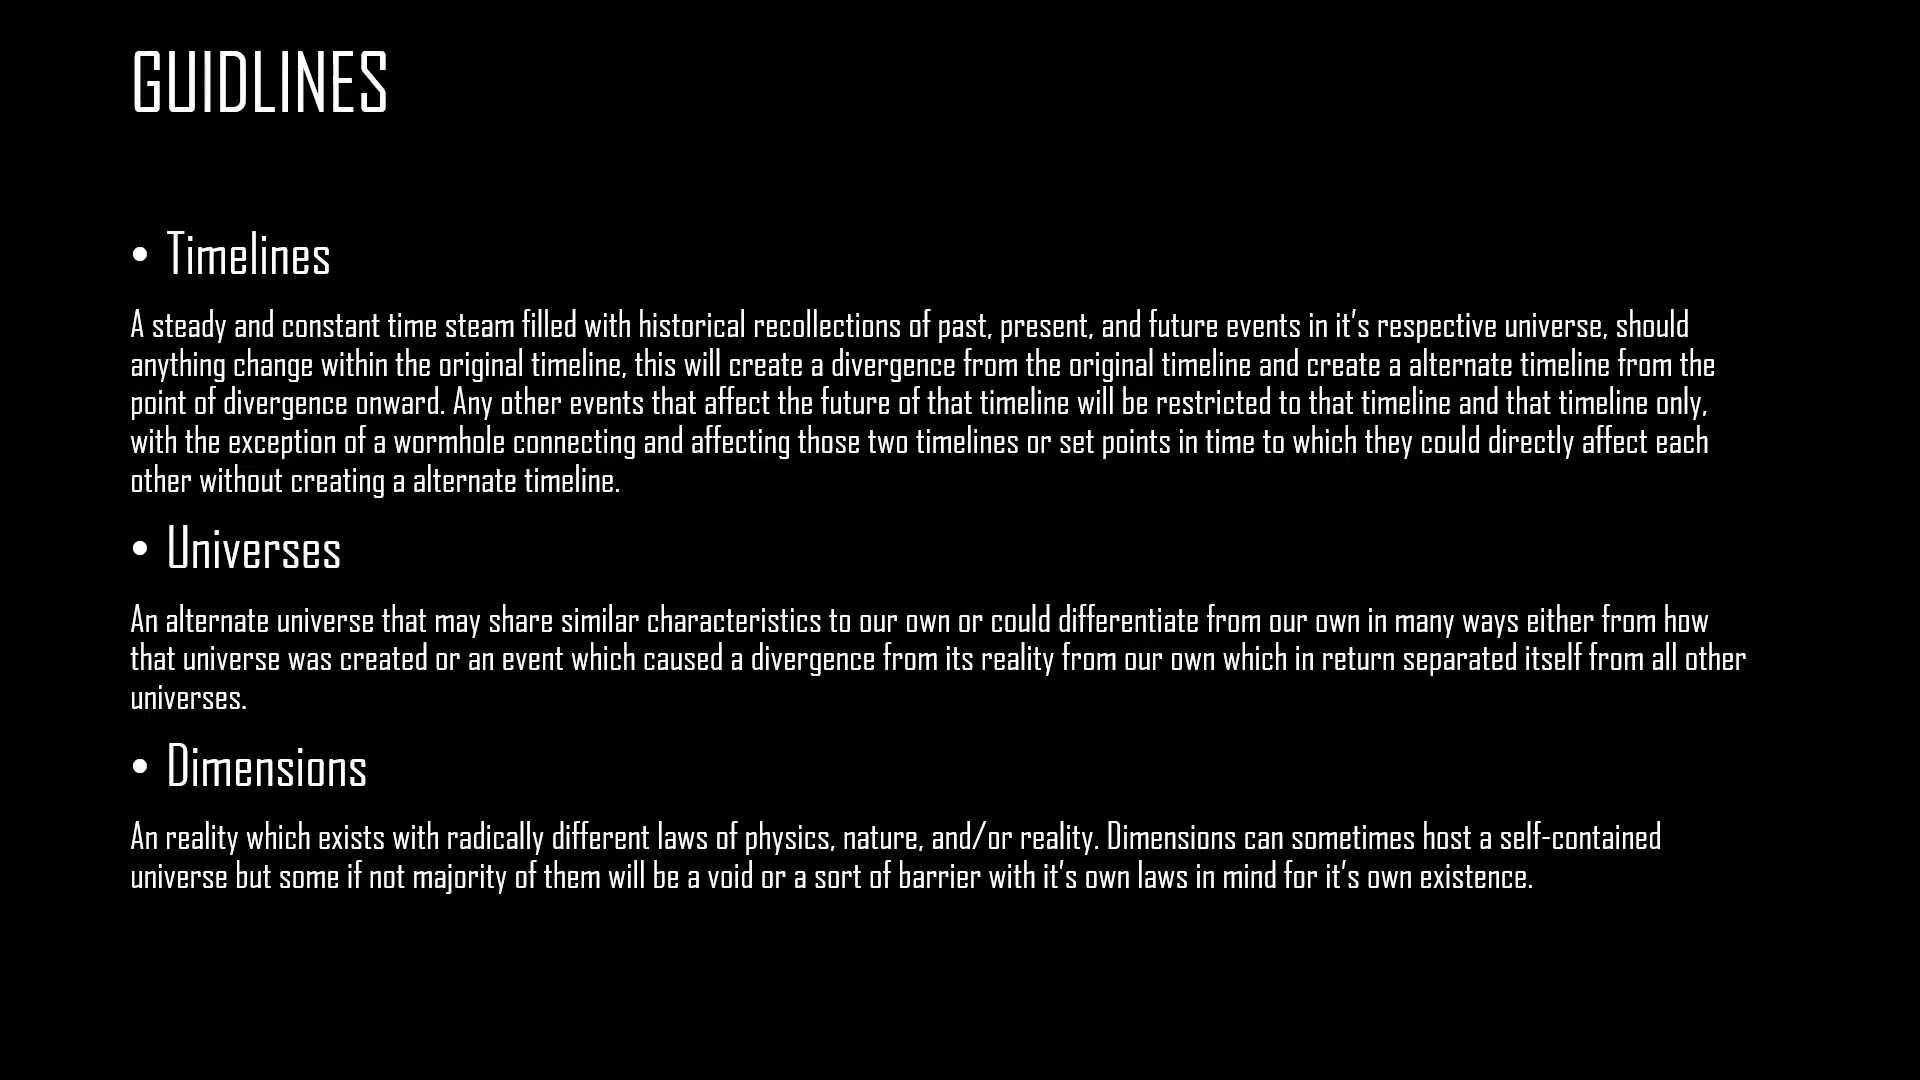 GUIDLINES
• Timelines
A steady and constant time steam filled with historical recollections of past, present, and future events in it's respective universe, should
anything change within the original timeline, this will create a divergence from the original timeline and create a alternate timeline from the
point of divergence onward. Any other events that affect the future of that timeline will be restricted to that timeline and that timeline only,
with the exception of a wormhole connecting and affecting those two timelines or set points in time to which they could directly affect each
other without creating a alternate timeline.
• Universes
An alternate universe that may share similar characteristics to our own or could differentiate from our own in many ways either from how
that universe was created or an event which caused a divergence from its reality from our own which in return separated itself from all other
universes.
• Dimensions
An reality which exists with radically different laws of physics, nature, and/or reality. Dimensions can sometimes host a self-contained
universe but some if not majority of them will be a void or a sort of barrier with it's own laws in mind for it's own existence.